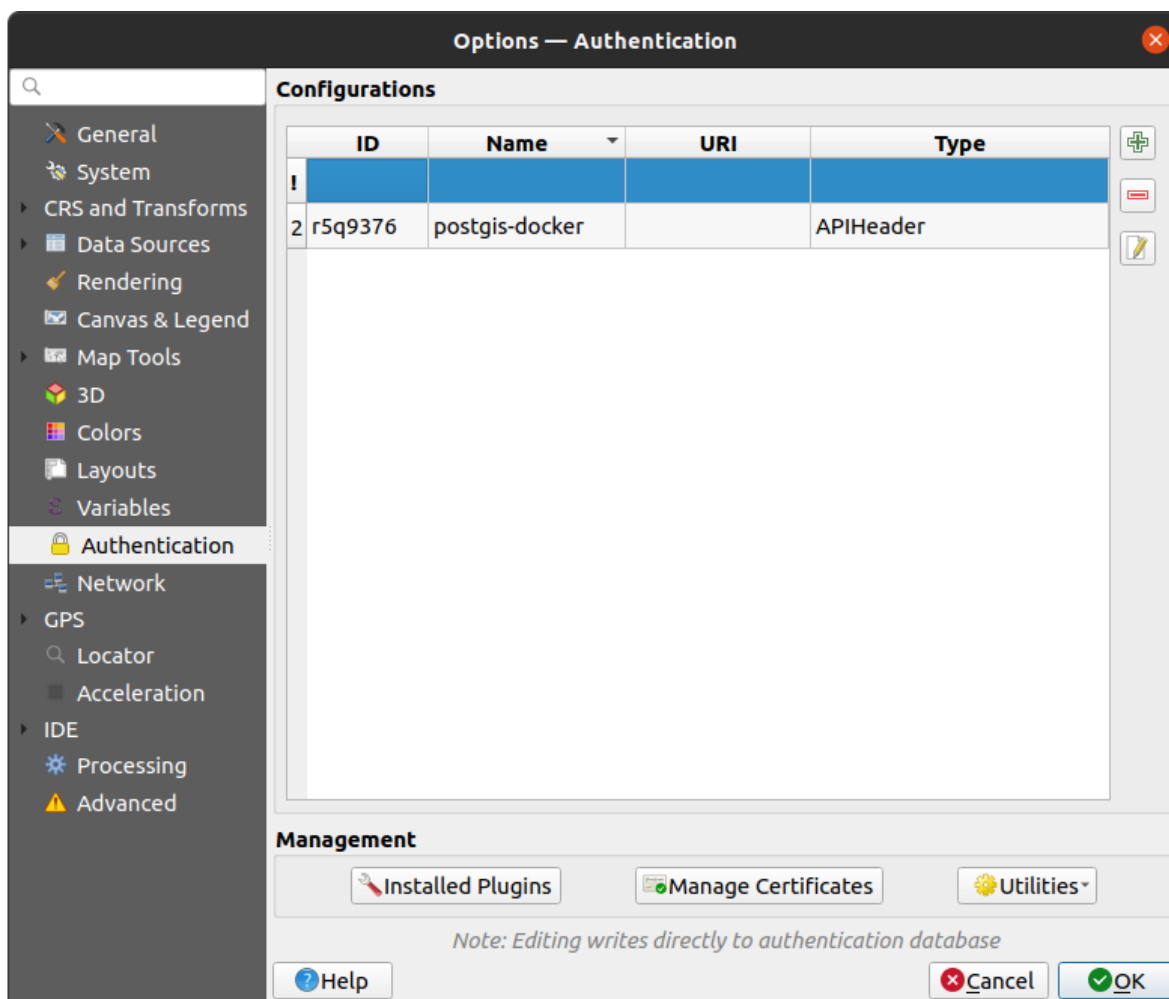 Options — Authentication
Configurations
General
System
CRS and Transforms
Data Sources
Rendering
Canvas & Legend
Map Tools
3D
Colors
Layouts
Variables
Authentication
Network
GPS
Locator
Acceleration
IDE
Processing
Advanced
ID Name URI Type
!
2 r5q9376 postgis-docker APIHeader
Management
Installed Plugins Manage Certificates Utilities
Note: Editing writes directly to authentication database
Help Cancel OK